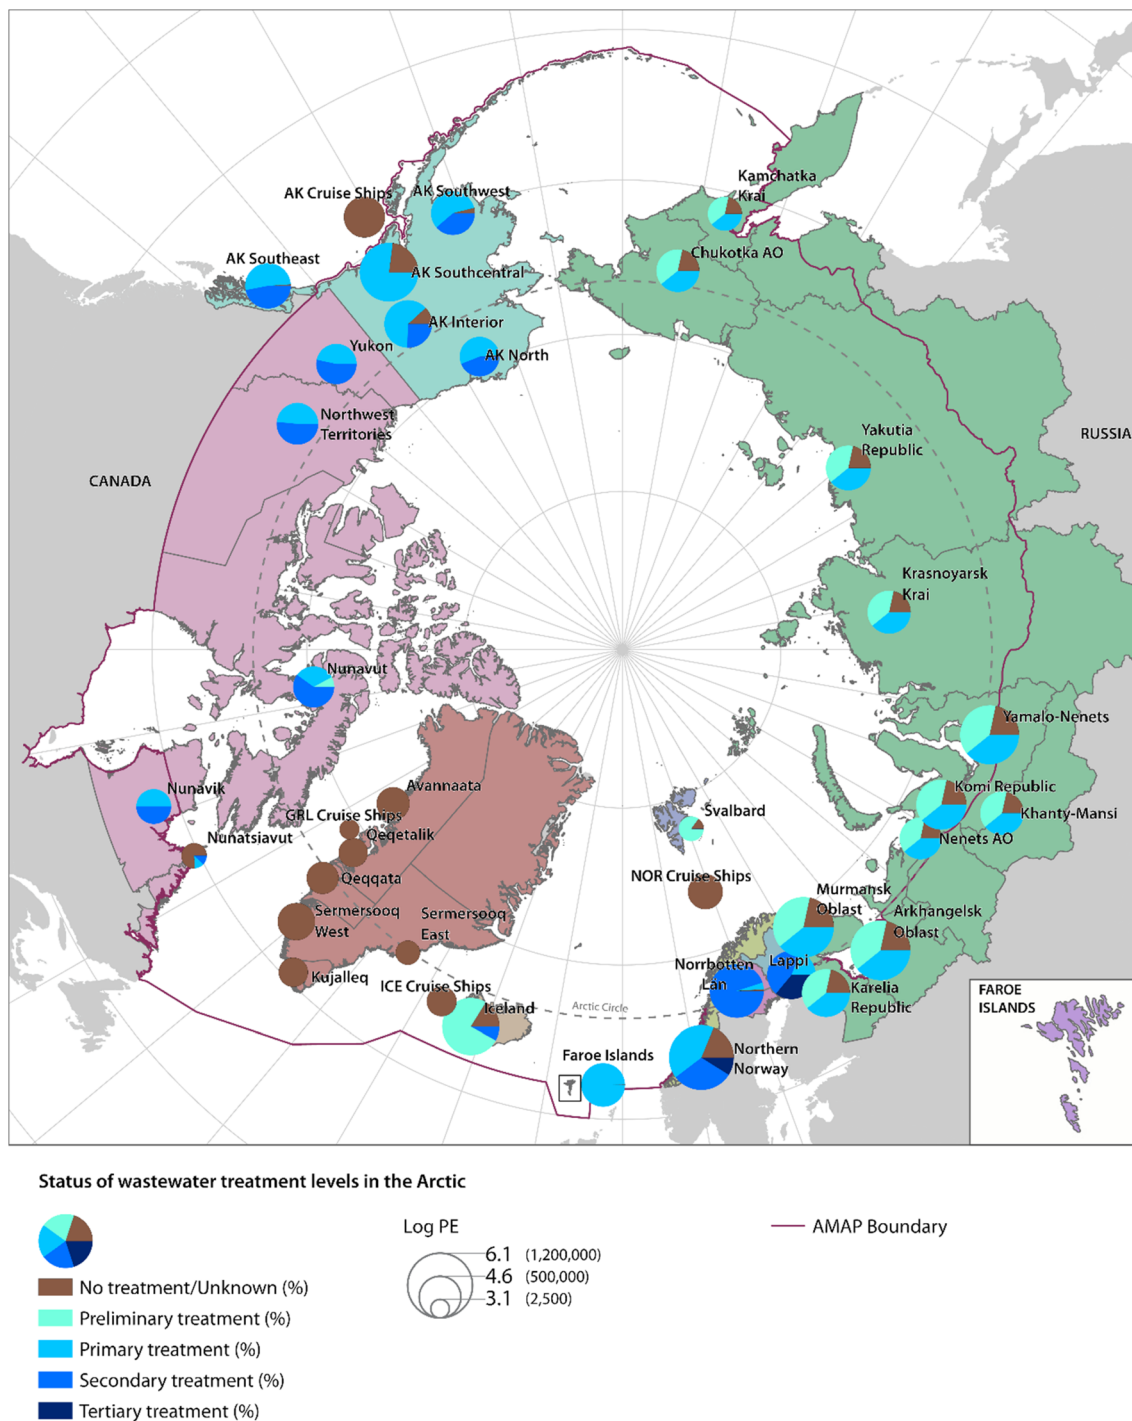 Kamchatka
Krai
AK Cruise Ships
AK Southwest
AK Southeast
Chukotka AO
AK Southcentral
AK Interior
Yukon
AK North
Northwest
Territories
Yakutia
Republic
RUSSIA
CANADA
Krasnoyarsk
Krai
Nunavut
Yamalo-Nenets
Avannaata
Komi Republic
Nunavik
GRL Cruise Ships
Svalbard
Khanty-Mansi
Qeqetalik
Nunatsiavut
Nenets AO
Qeqqata
NOR Cruise Ships
Murmansk
Oblast
Sermersooq
West
Sermersooq
East
Arkhangelsk
Oblast
Norrbotten
Lan
Lappi
Kujalleq
ICE Cruise Ships
Karelia
Republic
Iceland
Arctic Circle
FAROE
ISLANDS
Faroe Islands
Northern
Norway
Status of wastewater treatment levels in the Arctic
No treatment/Unknown (%)
Preliminary treatment (%)
Primary treatment (%)
Secondary treatment (%)
Tertiary treatment (%)
Log PE
6.1 (1,200,000)
4.6 (500,000)
3.1 (2,500)
AMAP Boundary